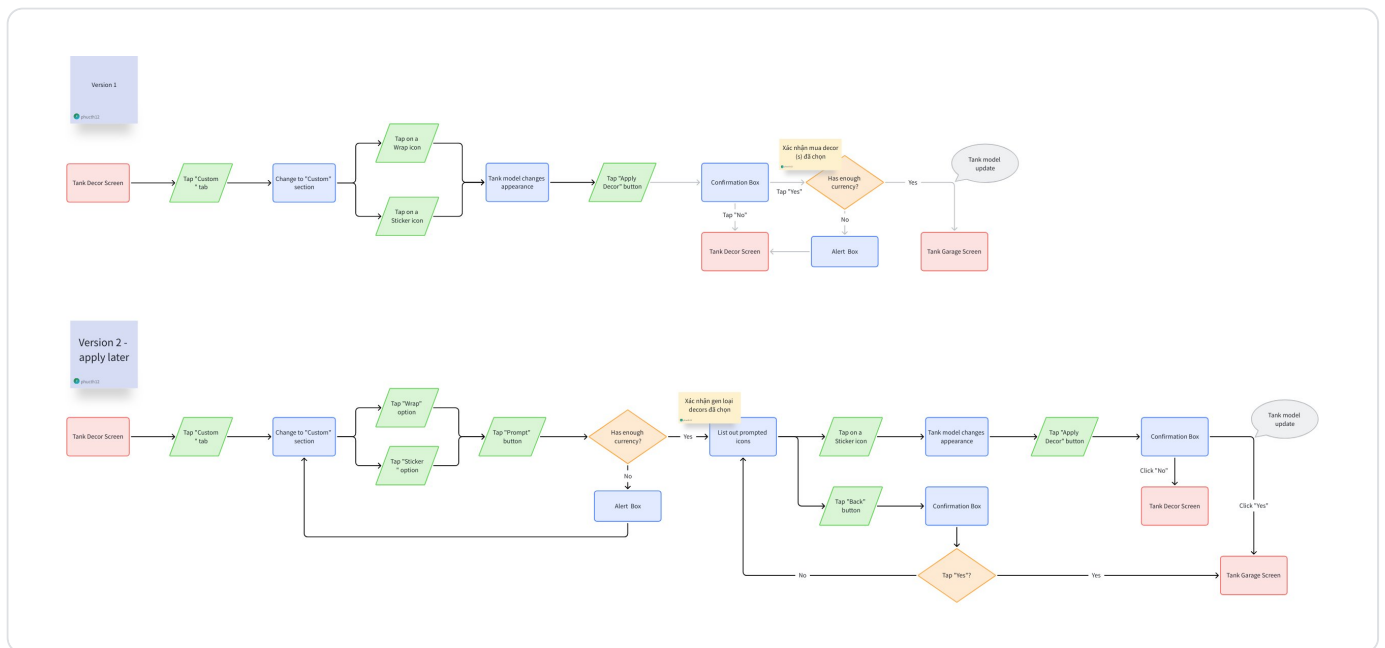 Version 1
phucth12
Tank Decor Screen
Tap "Custom
" tab
Change to "Custom"
section
Tap on a
Wrap icon
Tap on a
Sticker icon
Tank model changes
appearance
Tap "Apply
Decor" button
Confirmation Box
Tap "Yes"
Tap "No"
Tank Decor Screen
Xác nhận mua decor
(s) đã chọn
Has enough
currency?
Yes
No
Alert Box
Tank model
update
Tank Garage Screen
Version 2 -
apply later
phucth12
Tank Decor Screen
Tap "Custom
" tab
Change to "Custom"
section
Tap "Wrap"
option
Tap "Sticker
" option
Tap "Prompt"
button
Has enough
currency?
Yes
No
Alert Box
Xác nhận gen loại
decors đã chọn
List out prompted
icons
Tap on a
Sticker icon
Tank model changes
appearance
Tap "Apply
Decor" button
Confirmation Box
Click "No"
Tank Decor Screen
Click "Yes"
Tank model
update
Tap "Back"
button
Confirmation Box
Tap "Yes"?
No
Yes
Tank Garage Screen